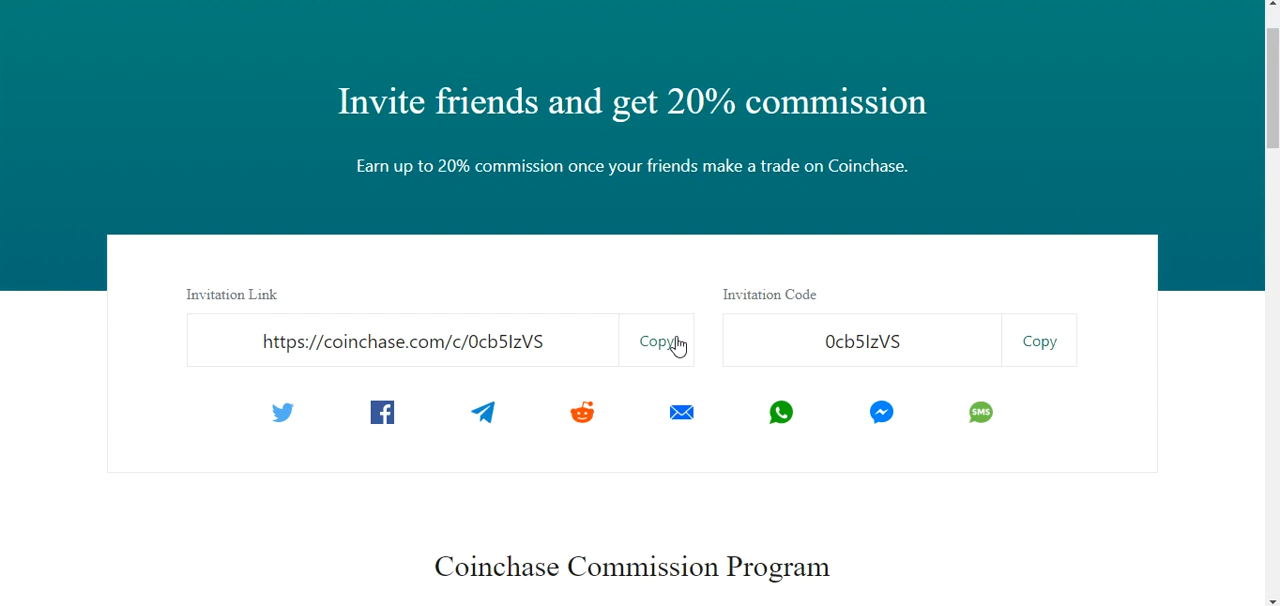 Invite friends and get 20% commission
Earn up to 20% commission once your friends make a trade on Coinchase.
Invitation Link
Invitation Code
https://coinchase.com/c/0cb5IzVS
Copy
0cb5IzVS
Copy
SMS
Coinchase Commission Program